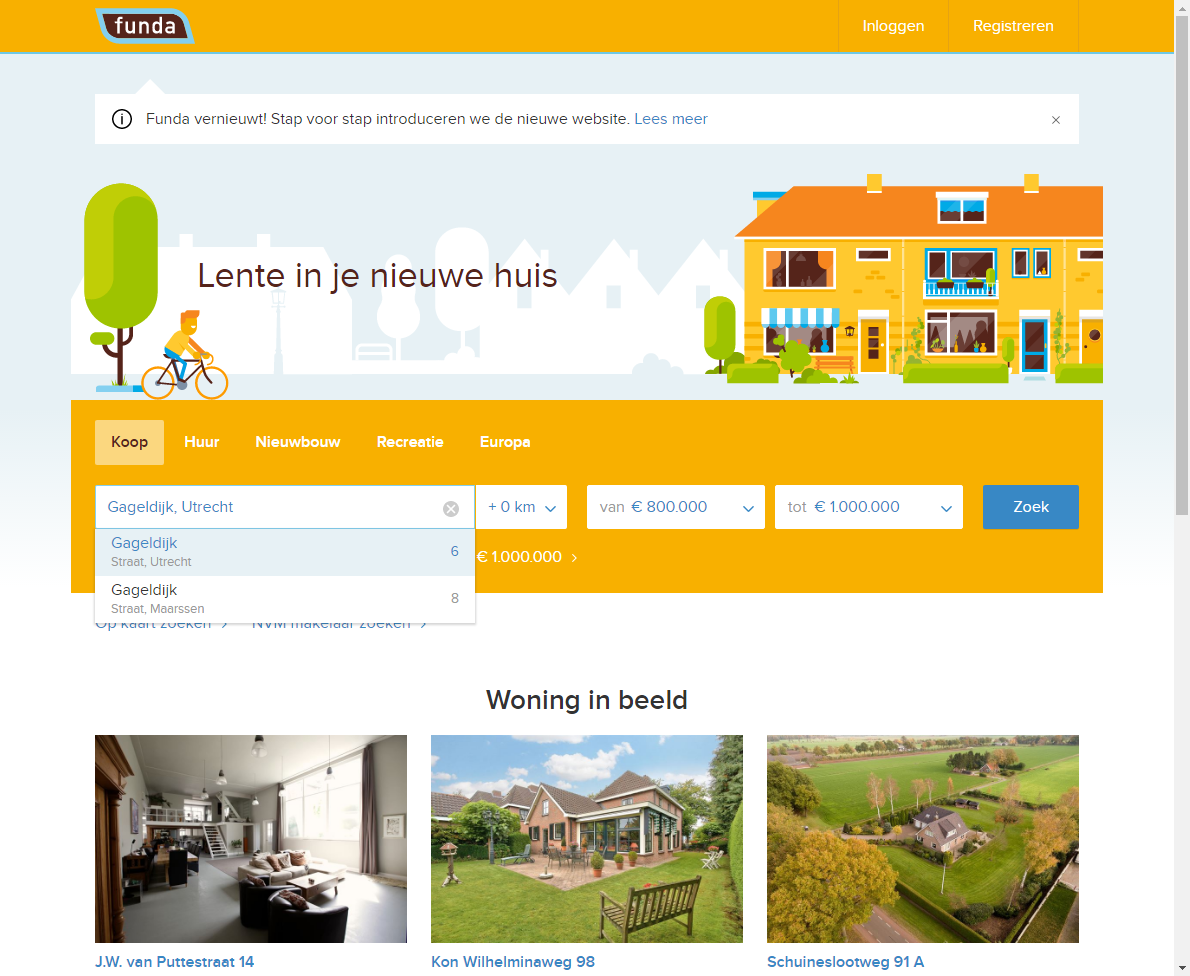 funda
Inloggen Registreren
Funda vernieuwt! Stap voor stap introduceren we de nieuwe website. Lees meer
Lente in je nieuwe huis
Koop Huur Nieuwbouw Recreatie Europa
Gageldijk, Utrecht + 0 km van € 800.000 tot € 1.000.000 Zoek
Gageldijk 6
Straat, Utrecht
€ 1.000.000
Gageldijk 8
Straat, Maarssen
Op kaart zoeken NVM makelaar zoeken
Woning in beeld
J.W. van Puttestraat 14 Kon Wilhelminaweg 98 Schuineslootweg 91 A